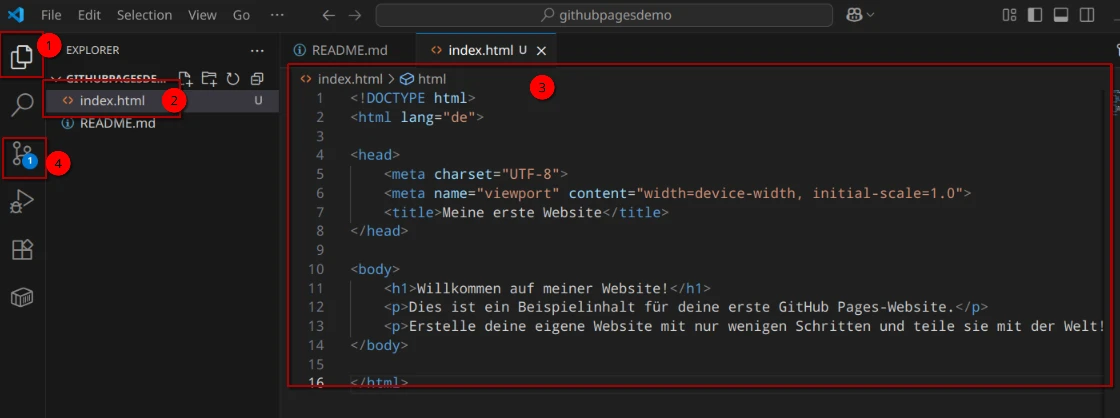 File Edit Selection View Go ···
githubpagesdemo
1
EXPLORER ···
GITHUBPAGESDE...
index.html
2
U
README.md
1
4
README.md
index.html U
index.html > html
3
1 <!DOCTYPE html>
2 <html lang="de">
3
4 <head>
5 <meta charset="UTF-8">
6 <meta name="viewport" content="width=device-width, initial-scale=1.0">
7 <title>Meine erste Website</title>
8 </head>
9
10 <body>
11 <h1>Willkommen auf meiner Website!</h1>
12 <p>Dies ist ein Beispielinhalt für deine erste GitHub Pages-Website.</p>
13 <p>Erstelle deine eigene Website mit nur wenigen Schritten und teile sie mit der Welt!
14 </body>
15
16 </html>